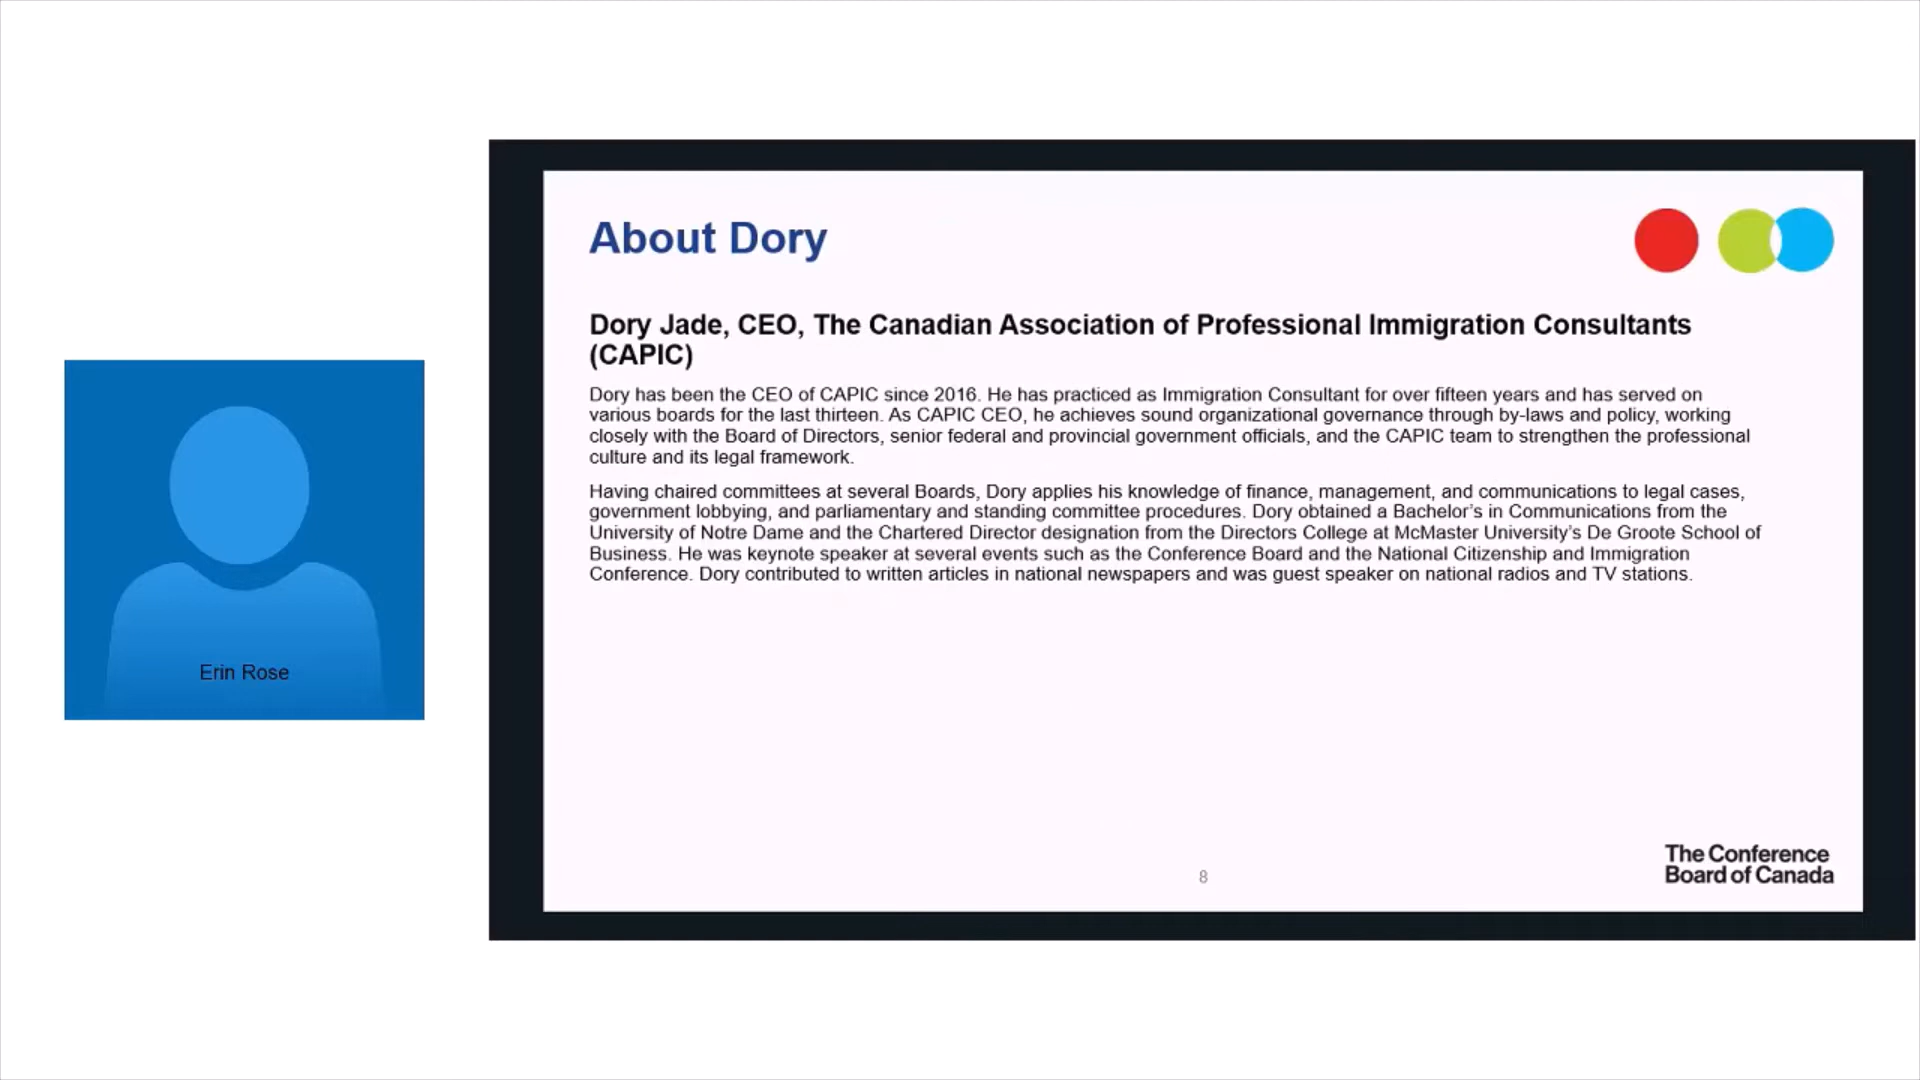 About Dory
Dory Jade, CEO, The Canadian Association of Professional Immigration Consultants
(CAPIC)
Dory has been the CEO of CAPIC since 2016. He has practiced as Immigration Consultant for over fifteen years and has served on
various boards for the last thirteen. As CAPIC CEO, he achieves sound organizational governance through by-laws and policy, working
closely with the Board of Directors, senior federal and provincial government officials, and the CAPIC team to strengthen the professional
culture and its legal framework.
Having chaired committees at several Boards, Dory applies his knowledge of finance, management, and communications to legal cases,
government lobbying, and parliamentary and standing committee procedures. Dory obtained a Bachelor’s in Communications from the
University of Notre Dame and the Chartered Director designation from the Directors College at McMaster University’s De Groote School of
Business. He was keynote speaker at several events such as the Conference Board and the National Citizenship and Immigration
Conference. Dory contributed to written articles in national newspapers and was guest speaker on national radios and TV stations.
Erin Rose
8
The Conference
Board of Canada